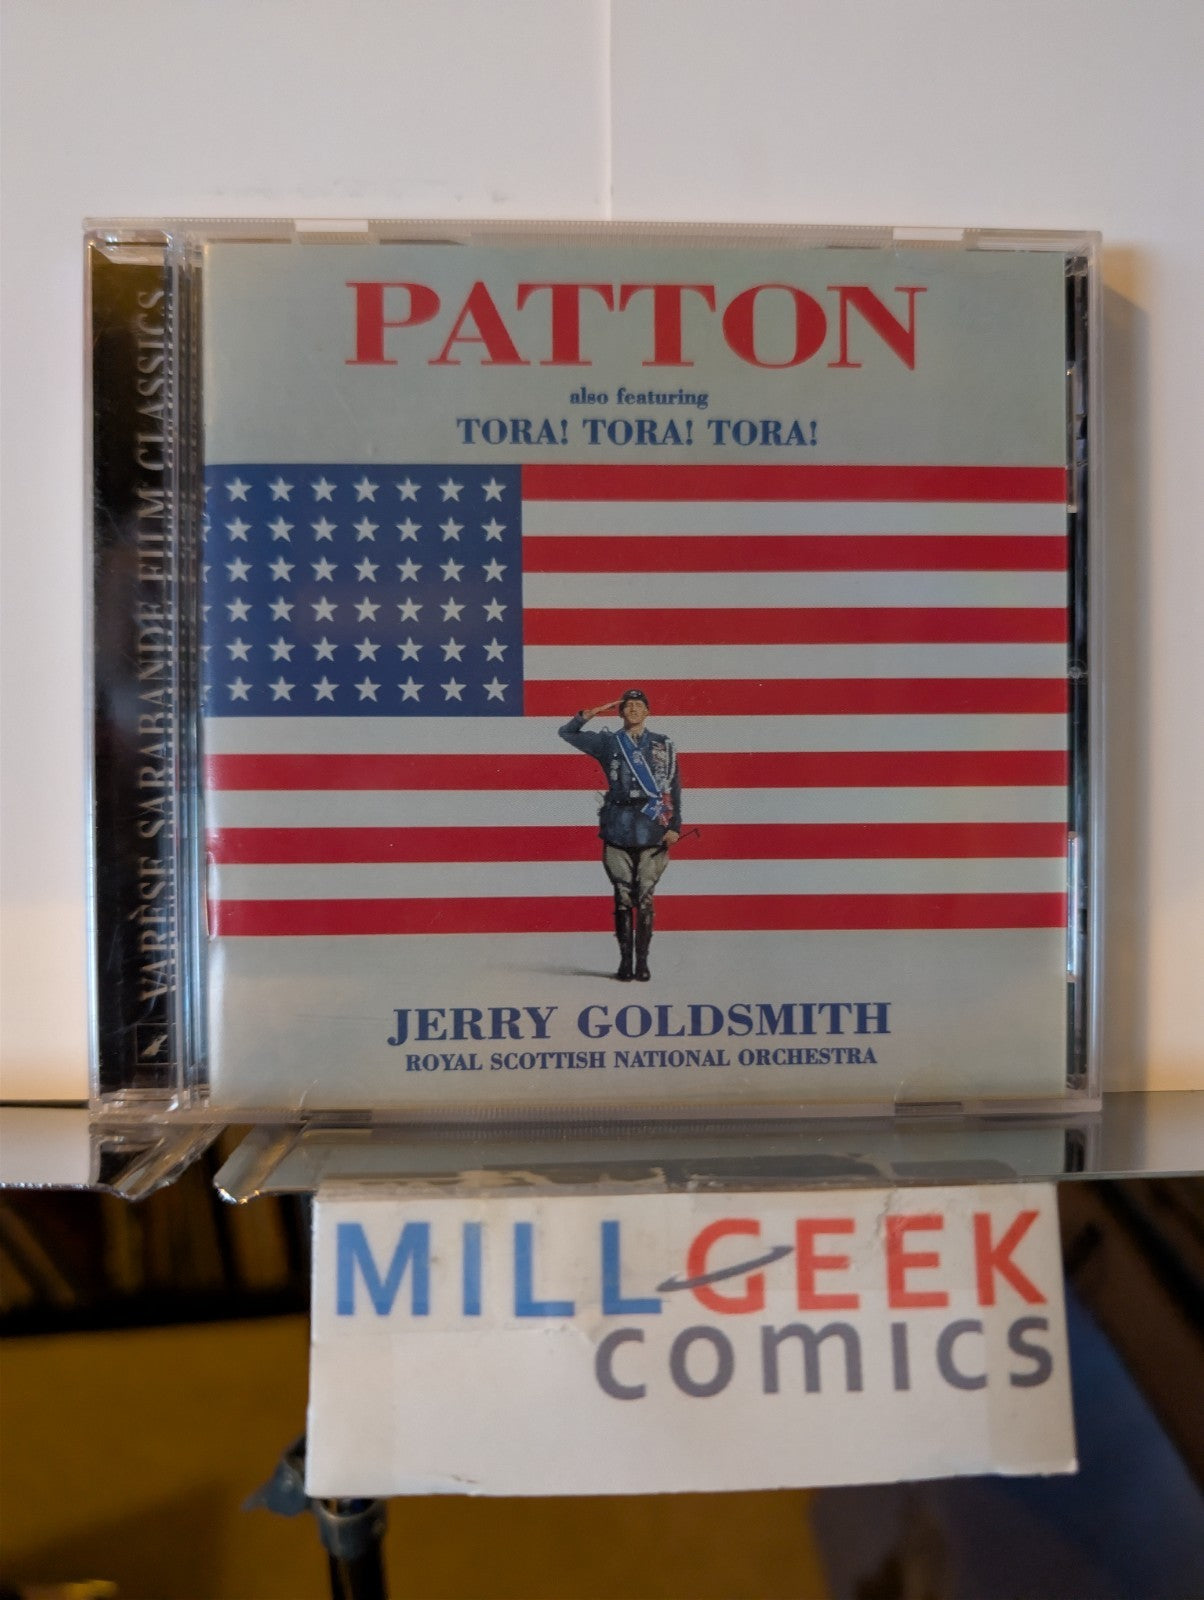 PATTON
also featuring
TORA! TORA! TORA!
VARÈSE SARABANDE FILM CLASSICS
JERRY GOLDSMITH
ROYAL SCOTTISH NATIONAL ORCHESTRA
MILLGEEK
comics